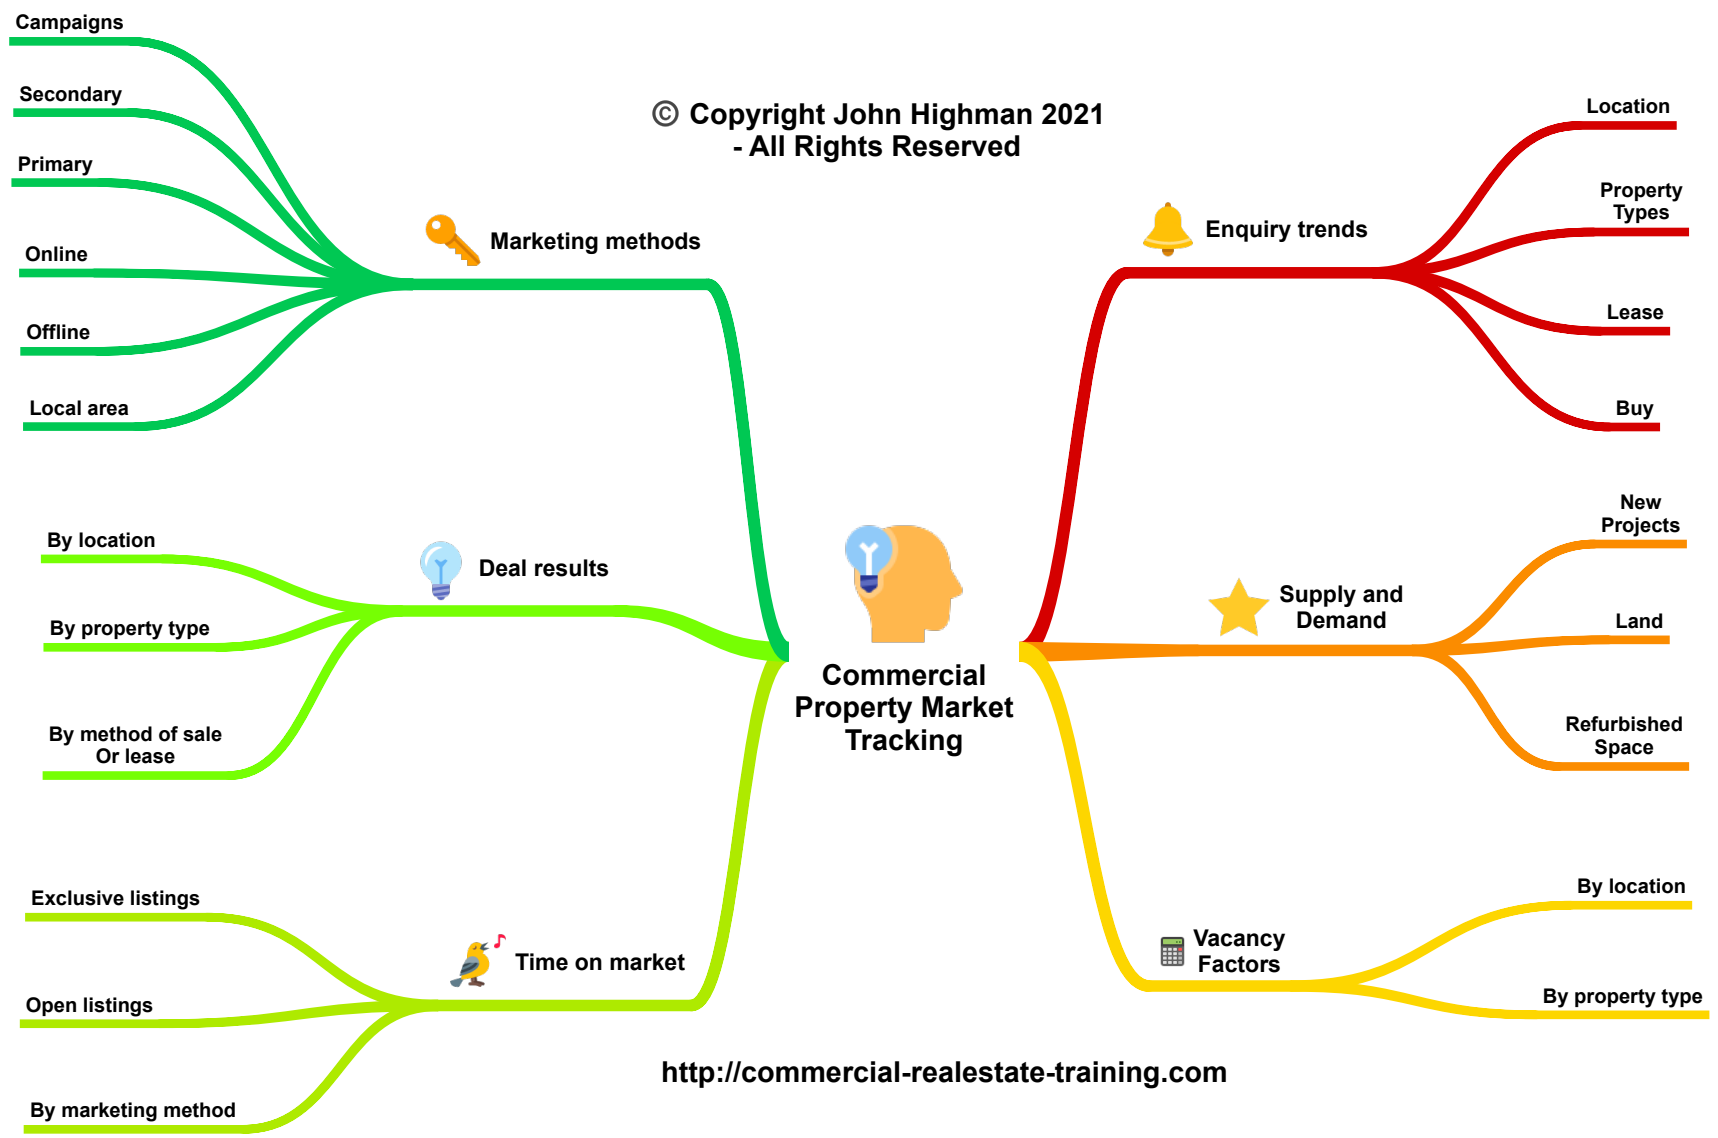 © Copyright John Highman 2021
- All Rights Reserved
Commercial
Property Market
Tracking
Marketing methods
Campaigns
Secondary
Primary
Online
Offline
Local area
Deal results
By location
By property type
By method of sale
Or lease
Time on market
Exclusive listings
Open listings
By marketing method
Enquiry trends
Location
Property
Types
Lease
Buy
Supply and
Demand
New
Projects
Land
Refurbished
Space
Vacancy
Factors
By location
By property type
http://commercial-realestate-training.com